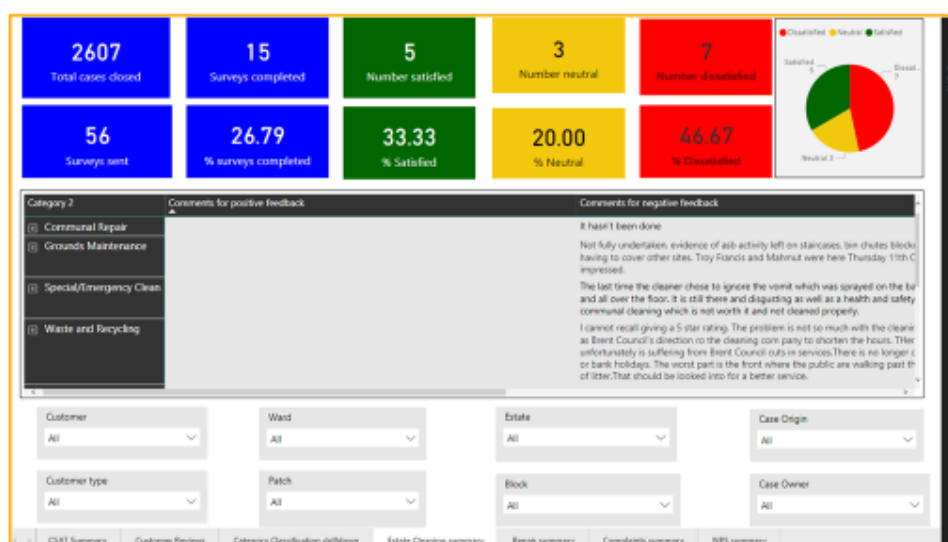 2607
Total cases closed
15
Surveys completed
5
Number satisfied
3
Number neutral
7
Number dissatisfied
Dissatisfied Neutral Satisfied
Satisfied
5
Dissat...
7
Neutral 3
56
Surveys sent
26.79
% surveys completed
33.33
% Satisfied
20.00
% Neutral
46.67
% Dissatisfied
Category 2 Comments for positive feedback Comments for negative feedback
Communal Repair It hasn't been done
Grounds Maintenance Not fully undertaken, evidence of asb activity left on staircases, bin chutes blocke
having to cover other sites. Troy Francis and Mahmut were here Thursday 11th C
impressed.
Special/Emergency Clean The last time the cleaner chose to ignore the vomit which was sprayed on the ba
and all over the floor. It is still there and disgusting as well as a health and safety
communal cleaning which is not worth it and not cleaned properly.
Waste and Recycling I cannot recall giving a 5 star rating. The problem is not so much with the cleanin
as Brent Council's direction ro the cleaning com pany to shorten the hours. THer
unfortunately is suffering from Brent Council cuts in services.There is no longer c
or bank holidays. The worst part is the front where the public are walking past th
of litter.That should be looked into for a better service.
Customer
All
Ward
All
Estate
All
Case Origin
All
Customer type
All
Patch
All
Block
All
Case Owner
All
CSAT Summary Customer Reviews Category Classification drilldown Estate Cleaning summary Repair summary Complaints summary NPS summary